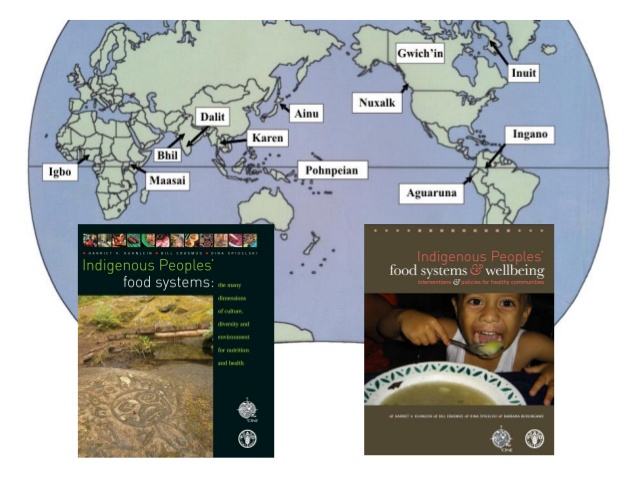 Gwich'in
Inuit
Nuxalk
Ainu
Dalit
Karen
Ingano
Bhil
Igbo
Maasai
Pohnpeian
Aguaruna
HARRIET V. KUHNLEIN • BILL ERASMUS • DINA SPIGELSKI
Indigenous Peoples'
food systems:
the many
dimensions
of culture,
diversity and
environment
for nutrition
and health
CINE
Indigenous Peoples'
food systems & wellbeing
interventions & policies for healthy communities
HARRIET V. KUHNLEIN BILL ERASMUS DINA SPIGELSKI BARBARA BURLINGAME
CINE